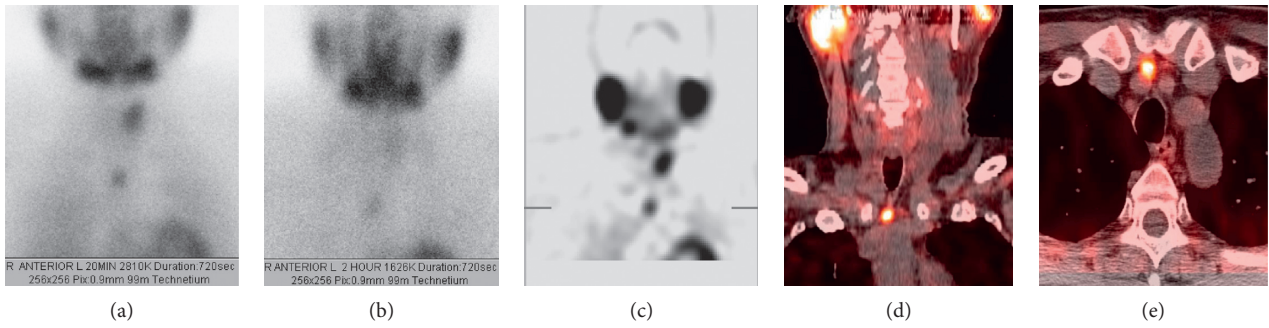 R ANTERIOR L 20MIN 2810K Duration:720sec
256x256 Pix:0.9mm 99m Technetium
R ANTERIOR L 2 HOUR 1626K Duration:720sec
256x256 Pix:0.9mm 99m Technetium
(a)
(b)
(c)
(d)
(e)